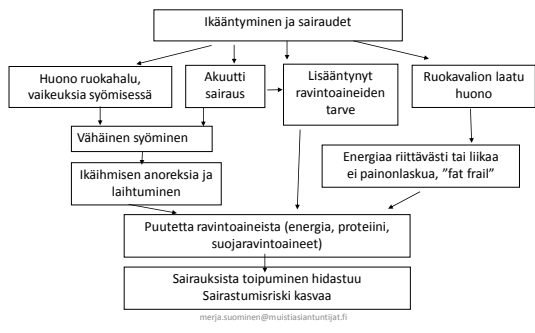 Ikääntyminen ja sairaudet
Huono ruokahalu,
vaikeuksia syömisessä
Akuutti
sairaus
Lisääntynyt
ravintoaineiden
tarve
Ruokavalion laatu
huono
Vähäinen syöminen
Energiaa riittävästi tai liikaa
ei painonlaskua, ”fat frail”
Ikäihmisen anoreksia ja
laihtuminen
Puutetta ravintoaineista (energia, proteiini,
suojaravintoaineet)
Sairauksista toipuminen hidastuu
Sairastumisriski kasvaa
merja.suominen@muistiasiantuntijat.fi